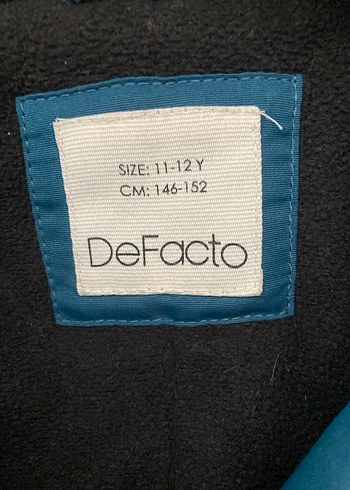 SIZE: 11-12 Y
CM: 146-152
DeFacto